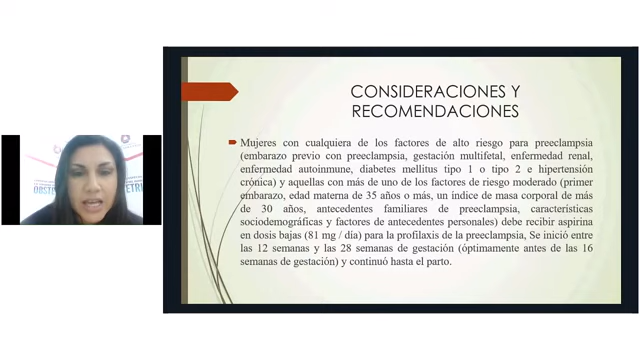 CONSIDERACIONES Y
RECOMENDACIONES
Mujeres con cualquiera de los factores de alto riesgo para preeclampsia
(embarazo previo con preeclampsia, gestación multifetal, enfermedad renal,
enfermedad autoinmune, diabetes mellitus tipo 1 o tipo 2 e hipertensión
crónica) y aquellas con más de uno de los factores de riesgo moderado (primer
embarazo, edad materna de 35 años o más, un índice de masa corporal de más
de 30 años, antecedentes familiares de preeclampsia, características
sociodemográficas y factores de antecedentes personales) debe recibir aspirina
en dosis bajas (81 mg / día) para la profilaxis de la preeclampsia, Se inició entre
las 12 semanas y las 28 semanas de gestación (óptimamente antes de las 16
semanas de gestación) y continuó hasta el parto.